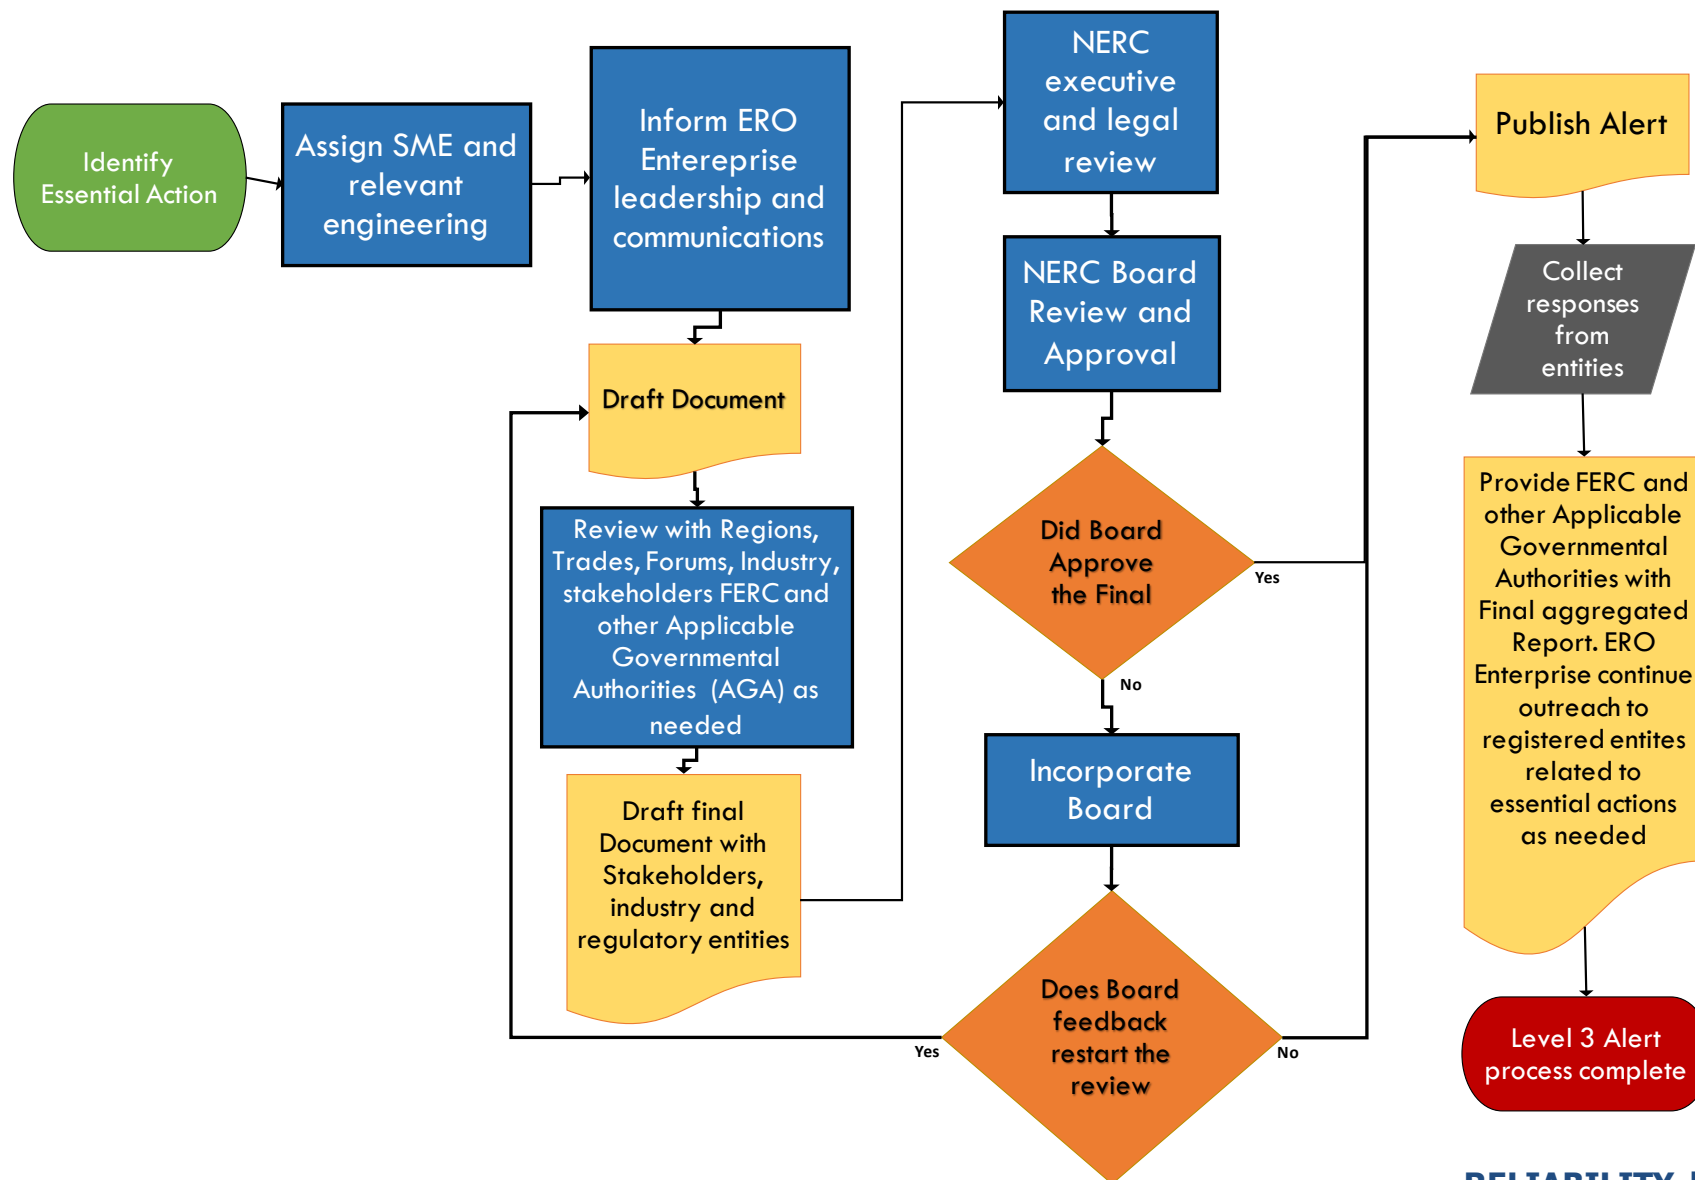 Identify
Essential Action
Assign SME and
relevant
engineering
Inform ERO
Entereprise
leadership and
communications
Draft Document
Review with Regions,
Trades, Forums, Industry,
stakeholders FERC and
other Applicable
Governmental
Authorities (AGA) as
needed
Draft final
Document with
Stakeholders,
industry and
regulatory entities
NERC
executive
and legal
review
NERC Board
Review and
Approval
Did Board
Approve
the Final
Yes
No
Incorporate
Board
Does Board
feedback
restart the
review
Yes
No
Publish Alert
Collect
responses
from
entities
Provide FERC and
other Applicable
Governmental
Authorities with
Final aggregated
Report. ERO
Enterprise continue
outreach to
registered entites
related to
essential actions
as needed
Level 3 Alert
process complete
RELIABILITY |